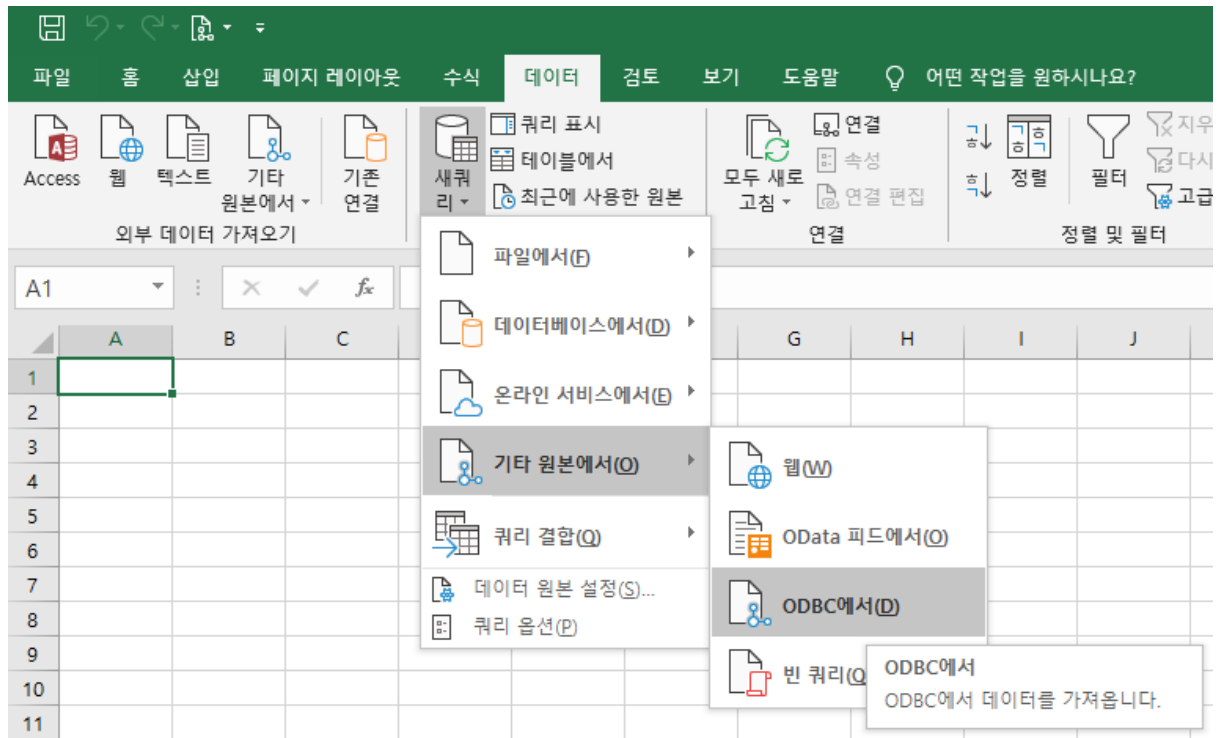 파일 홈 삽입 페이지 레이아웃 수식 데이터 검토 보기 도움말 어떤 작업을 원하시나요?
Access 웹 텍스트 기타 원본에서 기존 연결
외부 데이터 가져오기
새 쿼리
쿼리 표시
테이블에서
최근에 사용한 원본
모두 새로 고침
연결
속성
연결 편집
연결
정렬
필터
지우
다시
고급
정렬 및 필터
A1
fx
A B C G H I J
1
2
3
4
5
6
7
8
9
10
11
파일에서(F)
데이터베이스에서(D)
온라인 서비스에서(E)
기타 원본에서(O)
쿼리 결합(Q)
데이터 원본 설정(S)...
쿼리 옵션(P)
웹(W)
OData 피드에서(O)
ODBC에서(D)
빈 쿼리(Q
ODBC에서
ODBC에서 데이터를 가져옵니다.